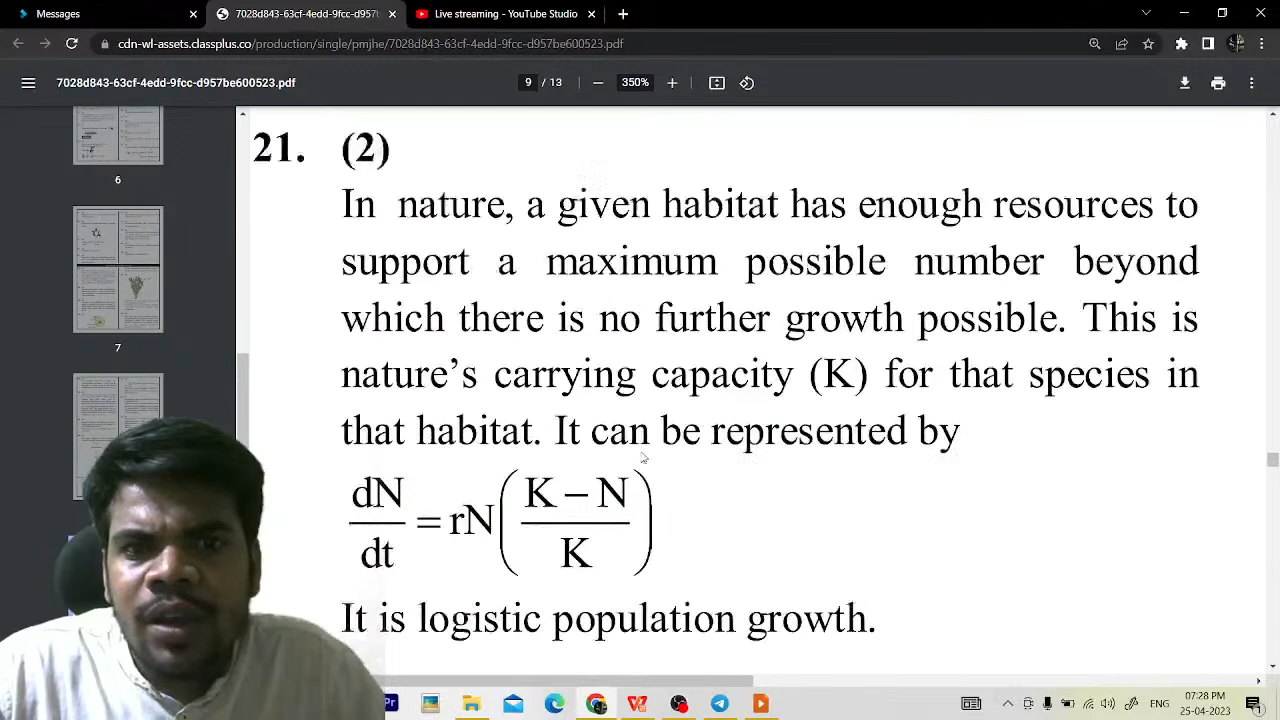 Messages
7028d843-63cf-4edd-9fcc-d957b
Live streaming - YouTube Studio
cdn-wl-assets.classplus.co/production/single/pmjhe/7028d843-63cf-4edd-9fcc-d957be600523.pdf
7028d843-63cf-4edd-9fcc-d957be600523.pdf
9 / 13
350%
6
7
21. (2)
In nature, a given habitat has enough resources to
support a maximum possible number beyond
which there is no further growth possible. This is
nature’s carrying capacity (K) for that species in
that habitat. It can be represented by
dN/dt = rN((K − N)/K)
It is logistic population growth.
07:28 PM
25-04-2023